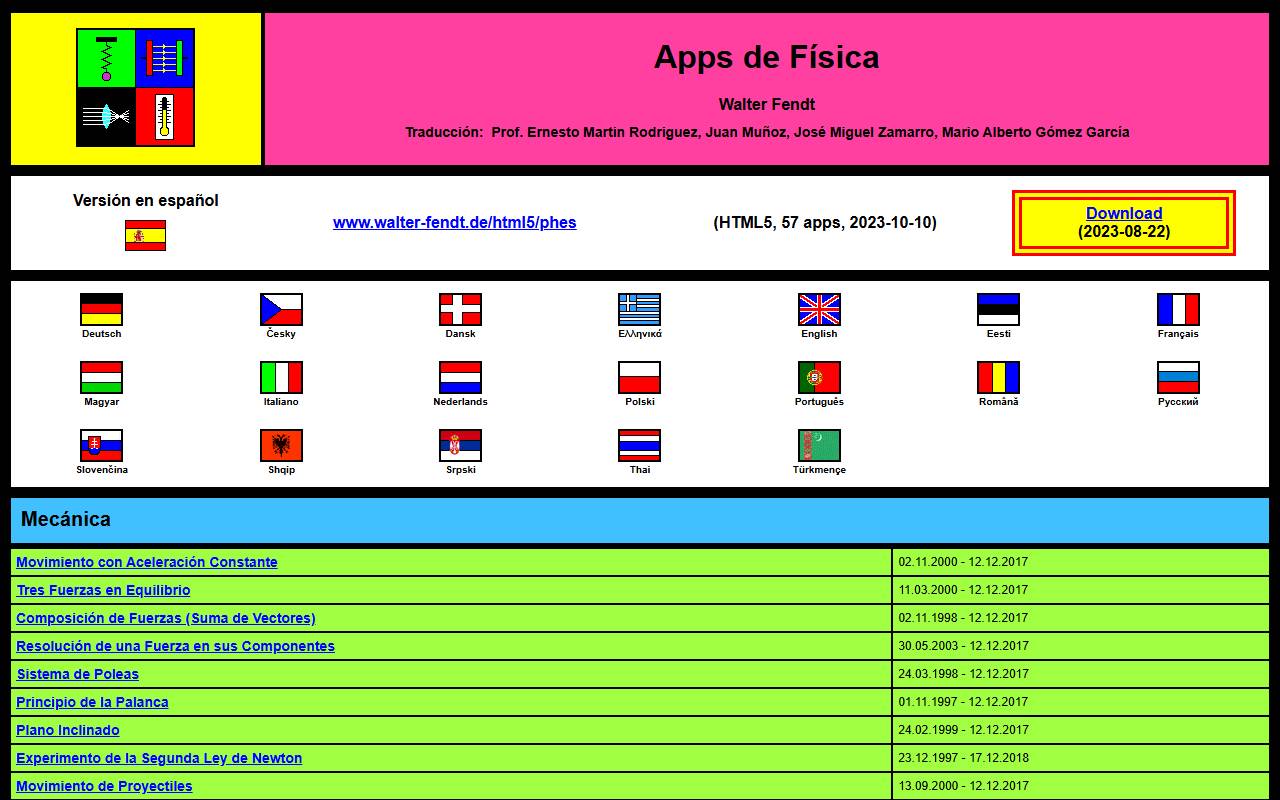 Apps de Física
Walter Fendt
Traducción: Prof. Ernesto Martin Rodriguez, Juan Muñoz, José Miguel Zamarro, Mario Alberto Gómez García
Versión en español
www.walter-fendt.de/html5/phes
(HTML5, 57 apps, 2023-10-10)
Download
(2023-08-22)
Deutsch
Česky
Dansk
Ελληνικά
English
Eesti
Français
Magyar
Italiano
Nederlands
Polski
Português
Română
Русский
Slovenčina
Shqip
Srpski
Thai
Türkmençe
Mecánica
Movimiento con Aceleración Constante 02.11.2000 - 12.12.2017
Tres Fuerzas en Equilibrio 11.03.2000 - 12.12.2017
Composición de Fuerzas (Suma de Vectores) 02.11.1998 - 12.12.2017
Resolución de una Fuerza en sus Componentes 30.05.2003 - 12.12.2017
Sistema de Poleas 24.03.1998 - 12.12.2017
Principio de la Palanca 01.11.1997 - 12.12.2017
Plano Inclinado 24.02.1999 - 12.12.2017
Experimento de la Segunda Ley de Newton 23.12.1997 - 17.12.2018
Movimiento de Proyectiles 13.09.2000 - 12.12.2017